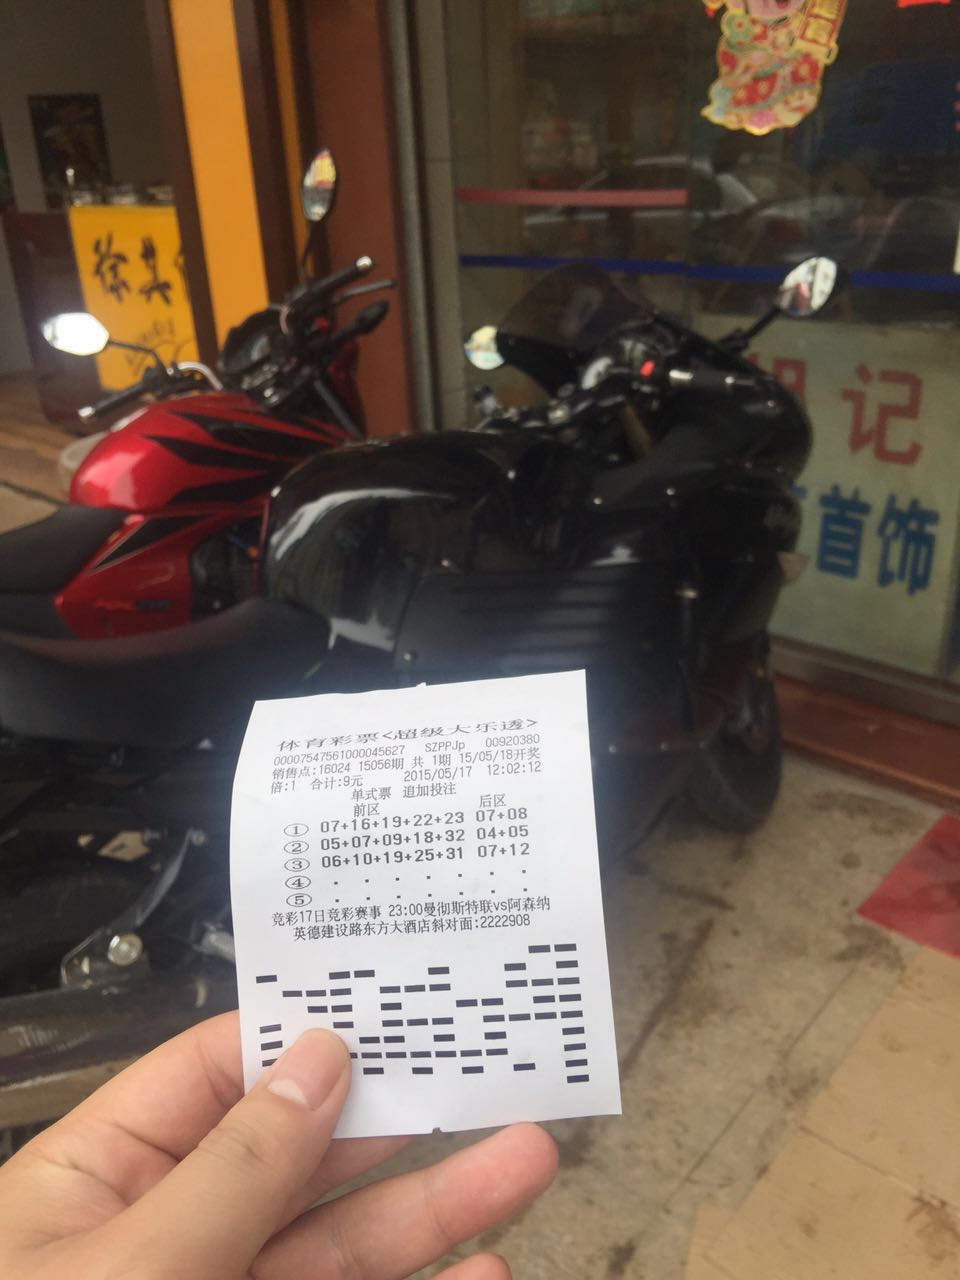 徐其
记
首饰
体育彩票<超级大乐透>
00007547561000045627 SZPPJp 00920380
销售点:16024 15056期 共 1期 15/05/18开奖
倍:1 合计:9元 2015/05/17 12:02:12
单式票 追加投注
前区 后区
① 07+16+19+22+23 07+08
② 05+07+09+18+32 04+05
③ 06+10+19+25+31 07+12
④ . . . . . . .
⑤ . . . . . . .
竞彩17日竞彩赛事 23:00曼彻斯特联vs阿森纳
英德建设路东方大酒店斜对面:2222908